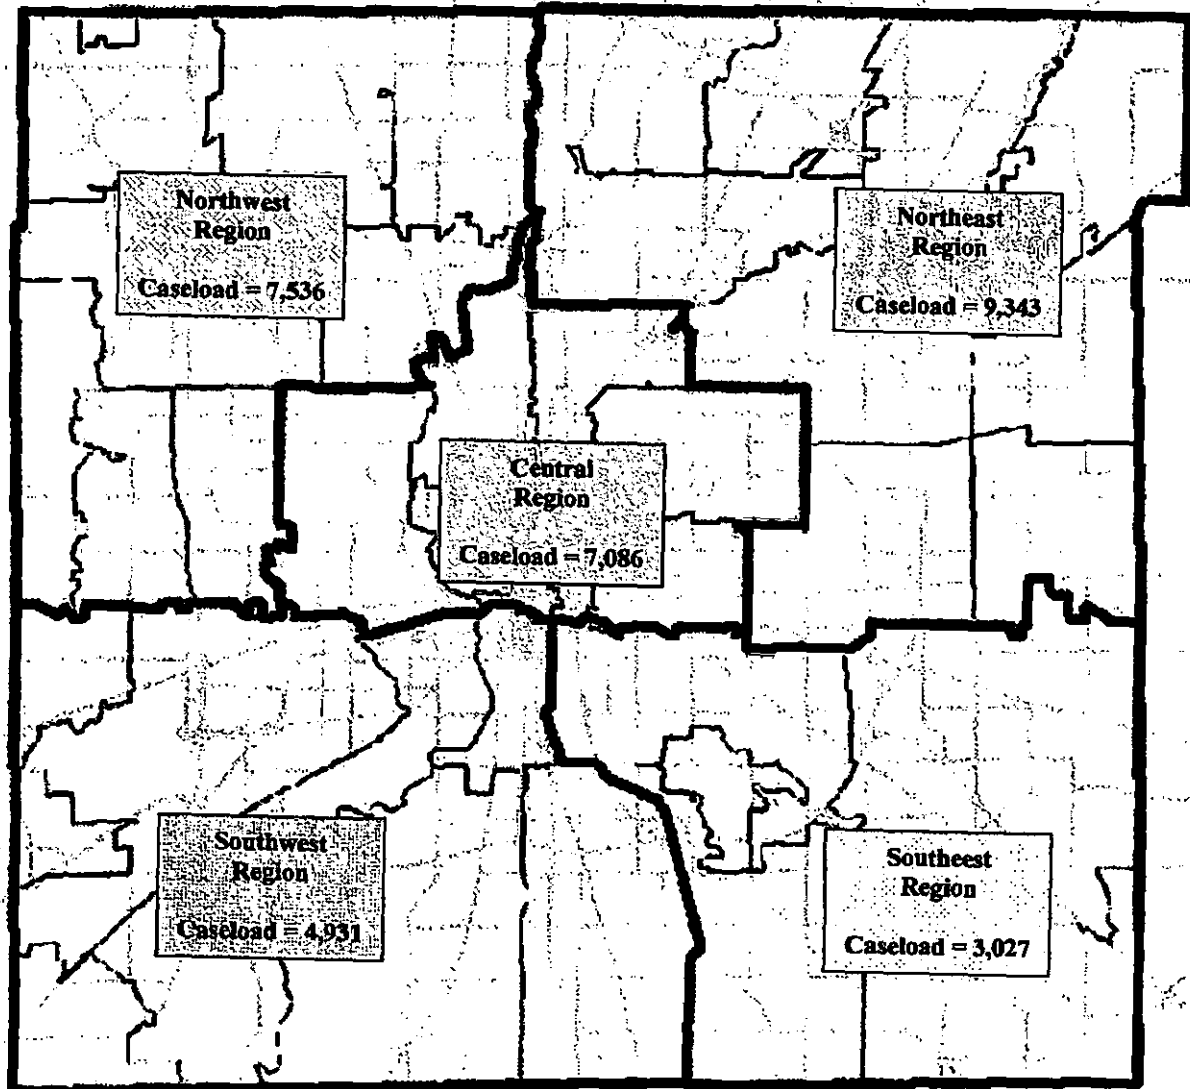 Northwest
Region
Caseload = 7,536
Northeast
Region
Caseload = 9,343
Central
Region
Caseload = 7,086
Southwest
Region
Caseload = 4,931
Southeest
Region
Caseload = 3,027